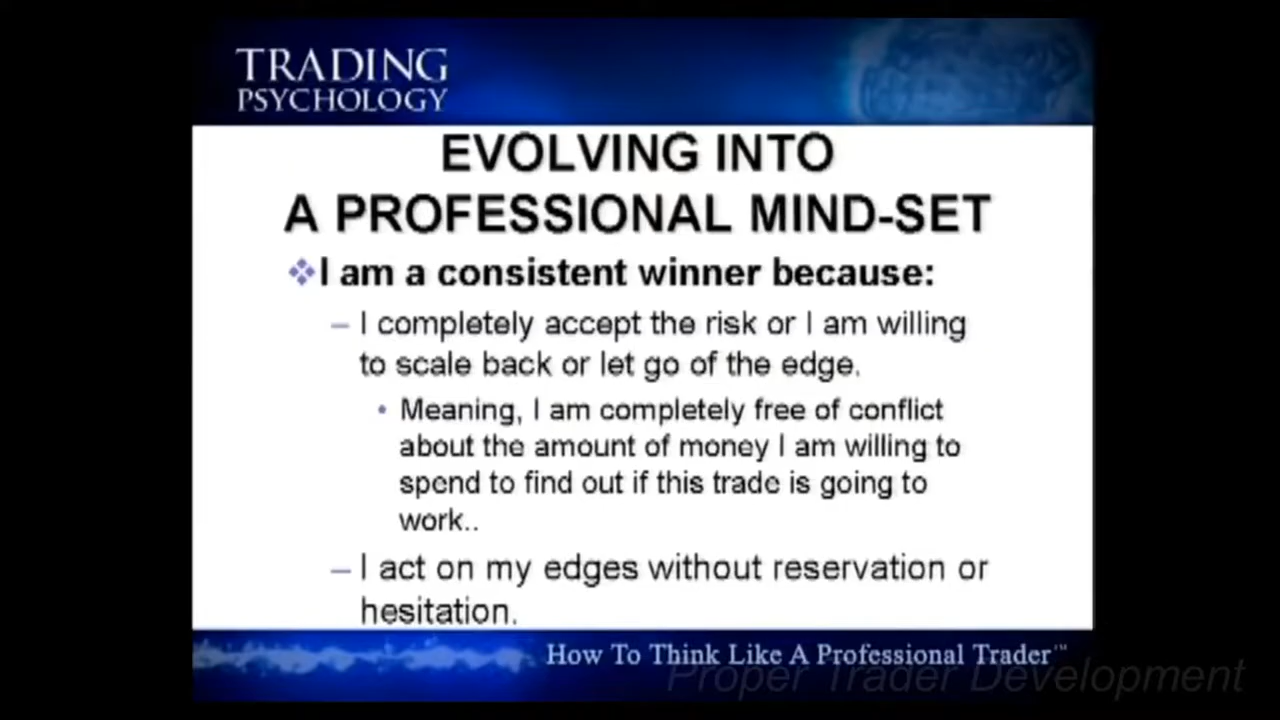 TRADING
PSYCHOLOGY
EVOLVING INTO
A PROFESSIONAL MIND-SET
I am a consistent winner because:
– I completely accept the risk or I am willing
to scale back or let go of the edge.
• Meaning, I am completely free of conflict
about the amount of money I am willing to
spend to find out if this trade is going to
work..
– I act on my edges without reservation or
hesitation.
How To Think Like A Professional Trader™
Proper Trader Development